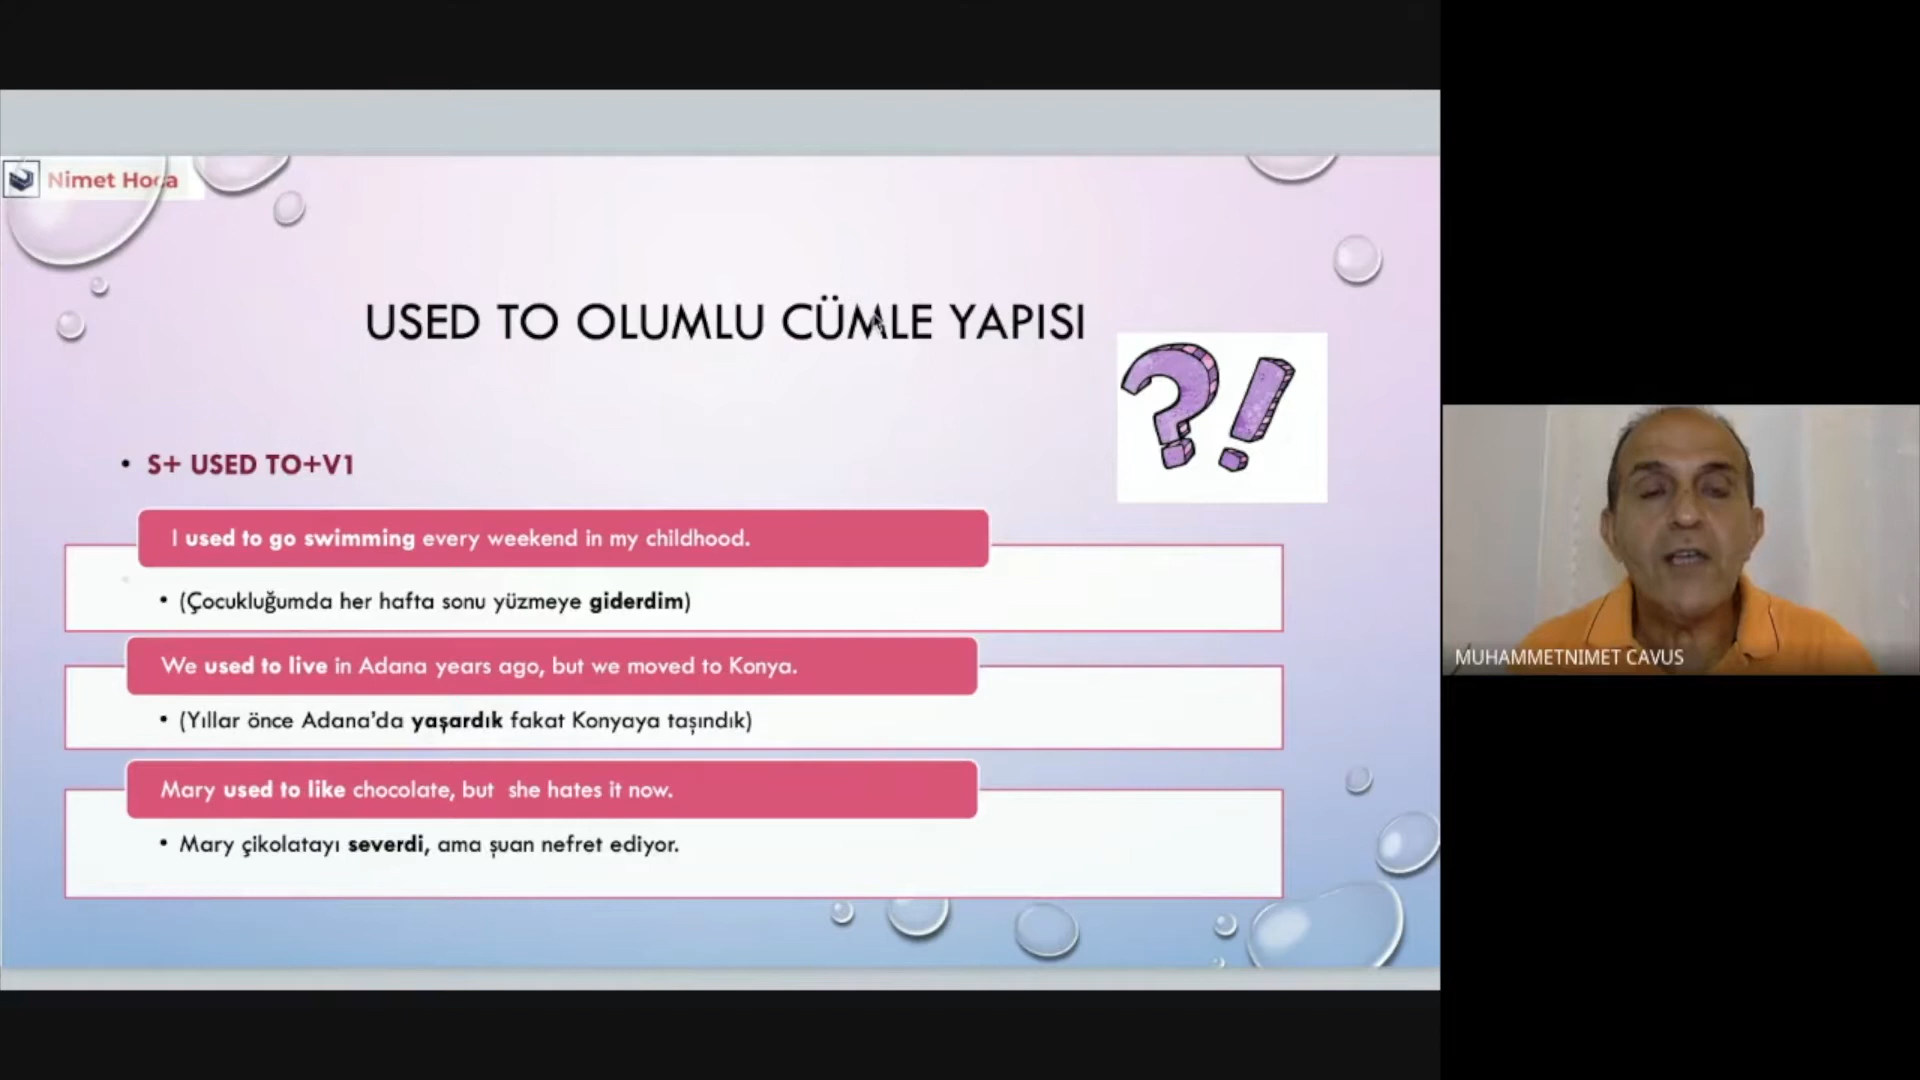 Nimet Hoca
USED TO OLUMLU CÜMLE YAPISI
• S+ USED TO+V1
I used to go swimming every weekend in my childhood.
• (Çocukluğumda her hafta sonu yüzmeye giderdim)
We used to live in Adana years ago, but we moved to Konya.
• (Yıllar önce Adana’da yaşardık fakat Konyaya taşındık)
Mary used to like chocolate, but she hates it now.
• Mary çikolatayı severdi, ama şuan nefret ediyor.
MUHAMMETNIMET CAVUS